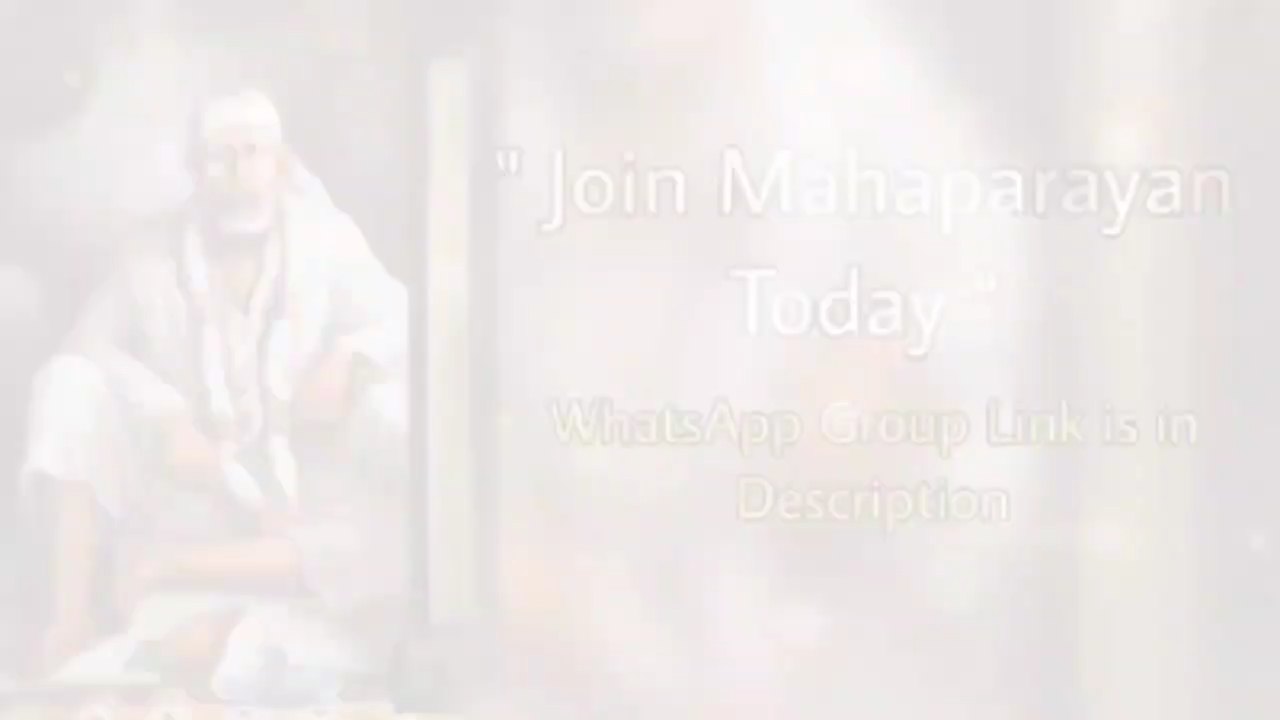 " Join Mahaparayan
Today "
WhatsApp Group Link is in
Description